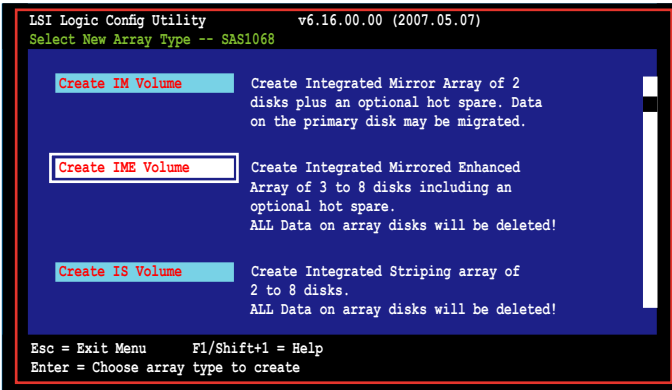 LSI Logic Config Utility v6.16.00.00 (2007.05.07)
Select New Array Type -- SAS1068
Create IM Volume Create Integrated Mirror Array of 2
disks plus an optional hot spare. Data
on the primary disk may be migrated.
Create IME Volume Create Integrated Mirrored Enhanced
Array of 3 to 8 disks including an
optional hot spare.
ALL Data on array disks will be deleted!
Create IS Volume Create Integrated Striping array of
2 to 8 disks.
ALL Data on array disks will be deleted!
Esc = Exit Menu F1/Shift+1 = Help
Enter = Choose array type to create